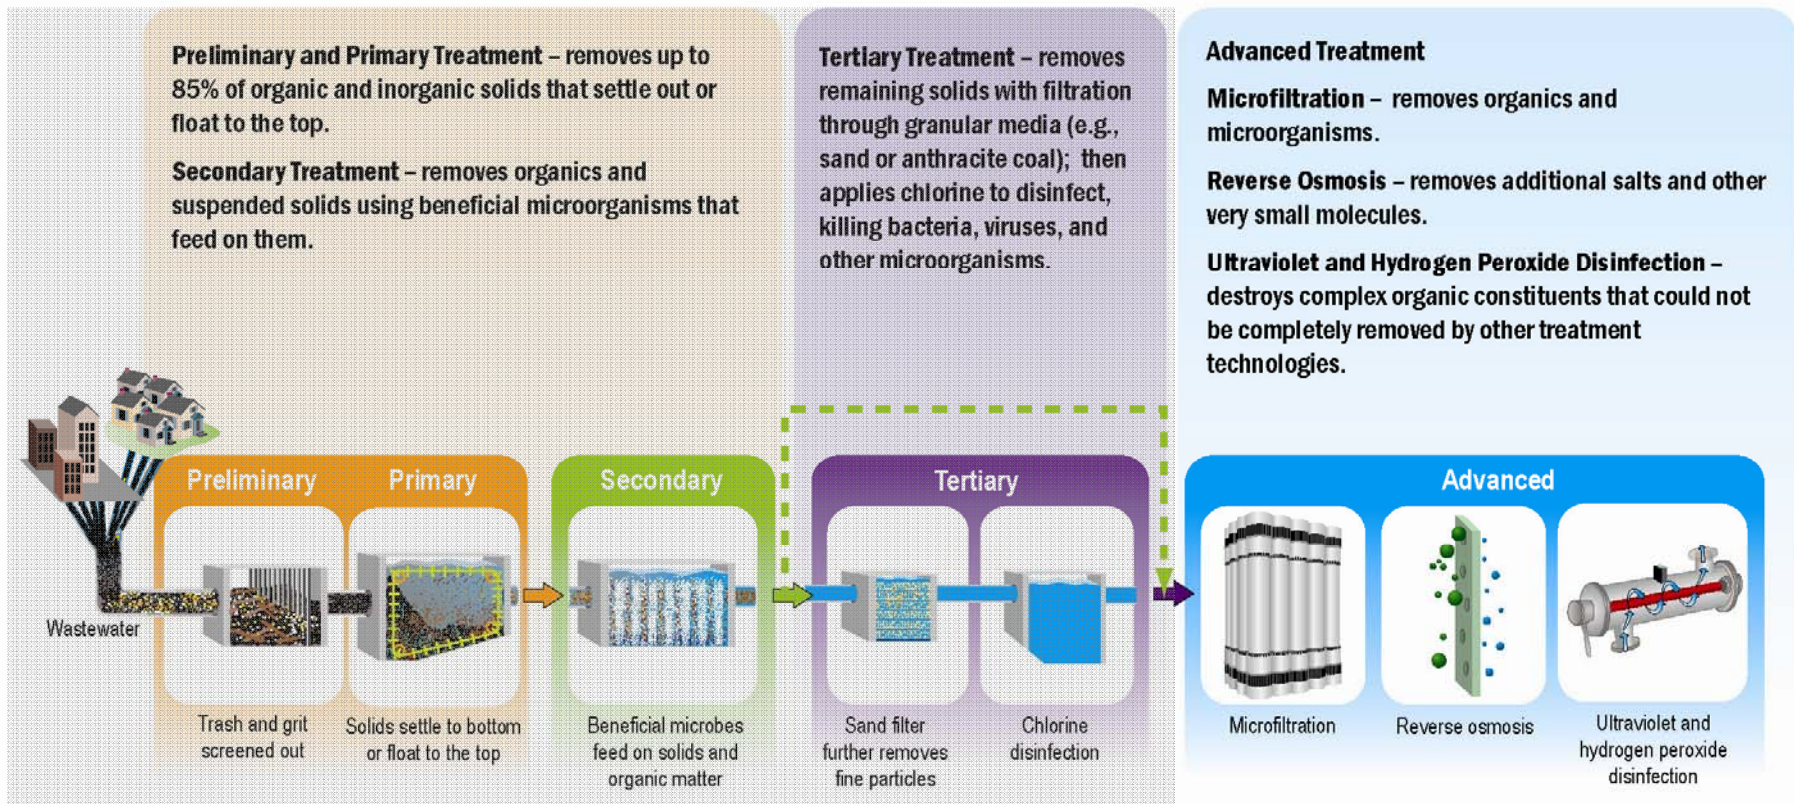 Preliminary and Primary Treatment – removes up to
85% of organic and inorganic solids that settle out or
float to the top.
Secondary Treatment – removes organics and
suspended solids using beneficial microorganisms that
feed on them.
Tertiary Treatment – removes
remaining solids with filtration
through granular media (e.g.,
sand or anthracite coal); then
applies chlorine to disinfect,
killing bacteria, viruses, and
other microorganisms.
Advanced Treatment
Microfiltration – removes organics and
microorganisms.
Reverse Osmosis – removes additional salts and other
very small molecules.
Ultraviolet and Hydrogen Peroxide Disinfection –
destroys complex organic constituents that could not
be completely removed by other treatment
technologies.
Preliminary
Primary
Secondary
Tertiary
Advanced
Wastewater
Trash and grit
screened out
Solids settle to bottom
or float to the top
Beneficial microbes
feed on solids and
organic matter
Sand filter
further removes
fine particles
Chlorine
disinfection
Microfiltration
Reverse osmosis
Ultraviolet and
hydrogen peroxide
disinfection